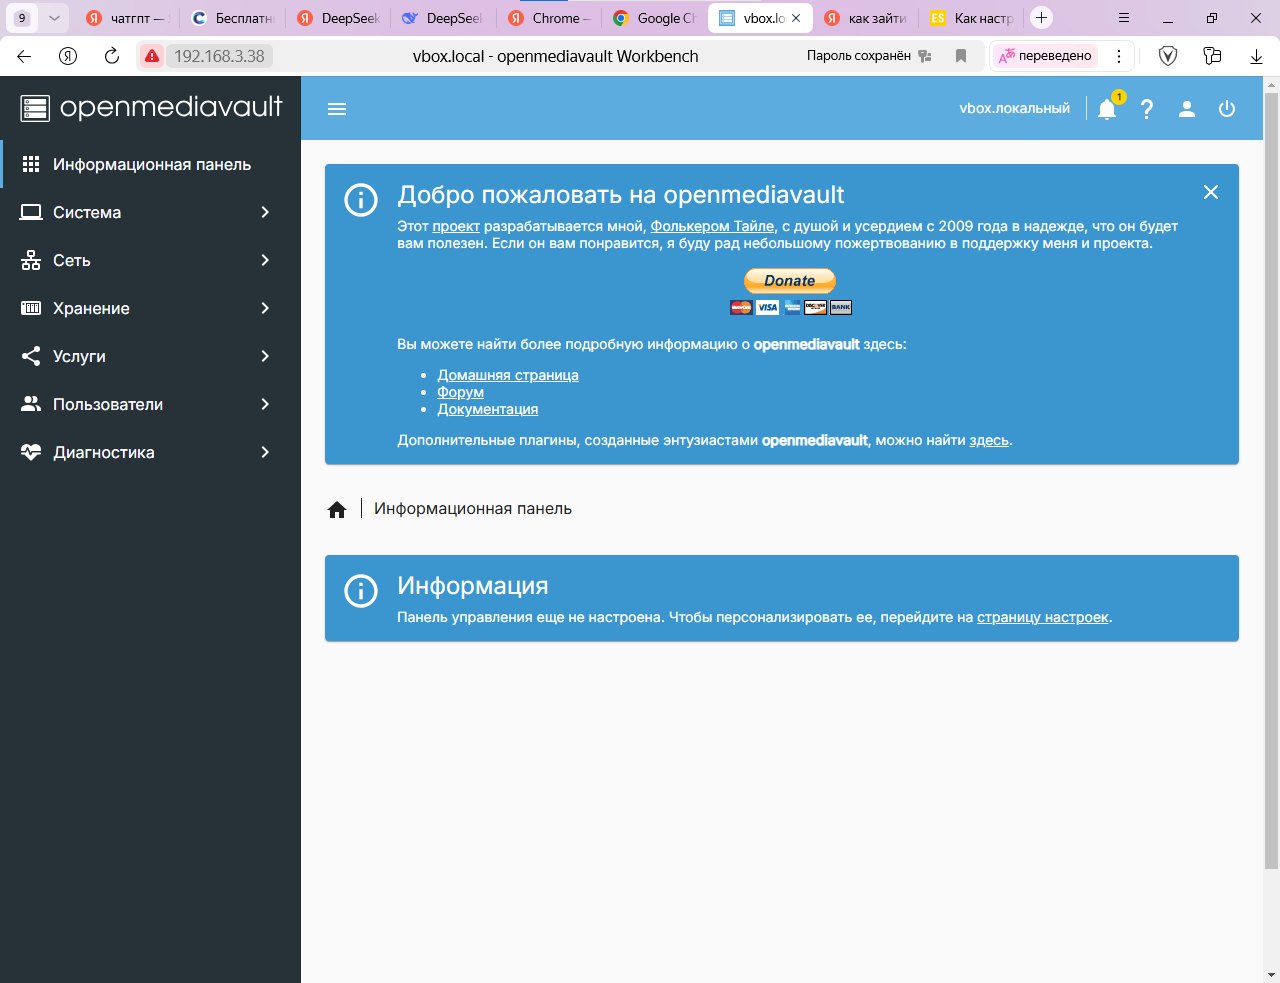 9
чатгпт —
Бесплатн
DeepSeek
DeepSeek
Chrome —
Google Ch
vbox.lo
как зайти
ES
Как настр
Я
192.168.3.38
vbox.local - openmediavault Workbench
Пароль сохранён
переведено
openmediavault
vbox.локальный
1
Информационная панель
Система
Сеть
Хранение
Услуги
Пользователи
Диагностика
Добро пожаловать на openmediavault
Этот проект разрабатывается мной, Фолькером Тайле, с душой и усердием с 2009 года в надежде, что он будет
вам полезен. Если он вам понравится, я буду рад небольшому пожертвованию в поддержку меня и проекта.
Donate
VISA
BANK
Вы можете найти более подробную информацию о openmediavault здесь:
• Домашняя страница
• Форум
• Документация
Дополнительные плагины, созданные энтузиастами openmediavault, можно найти здесь.
Информационная панель
Информация
Панель управления еще не настроена. Чтобы персонализировать ее, перейдите на страницу настроек.